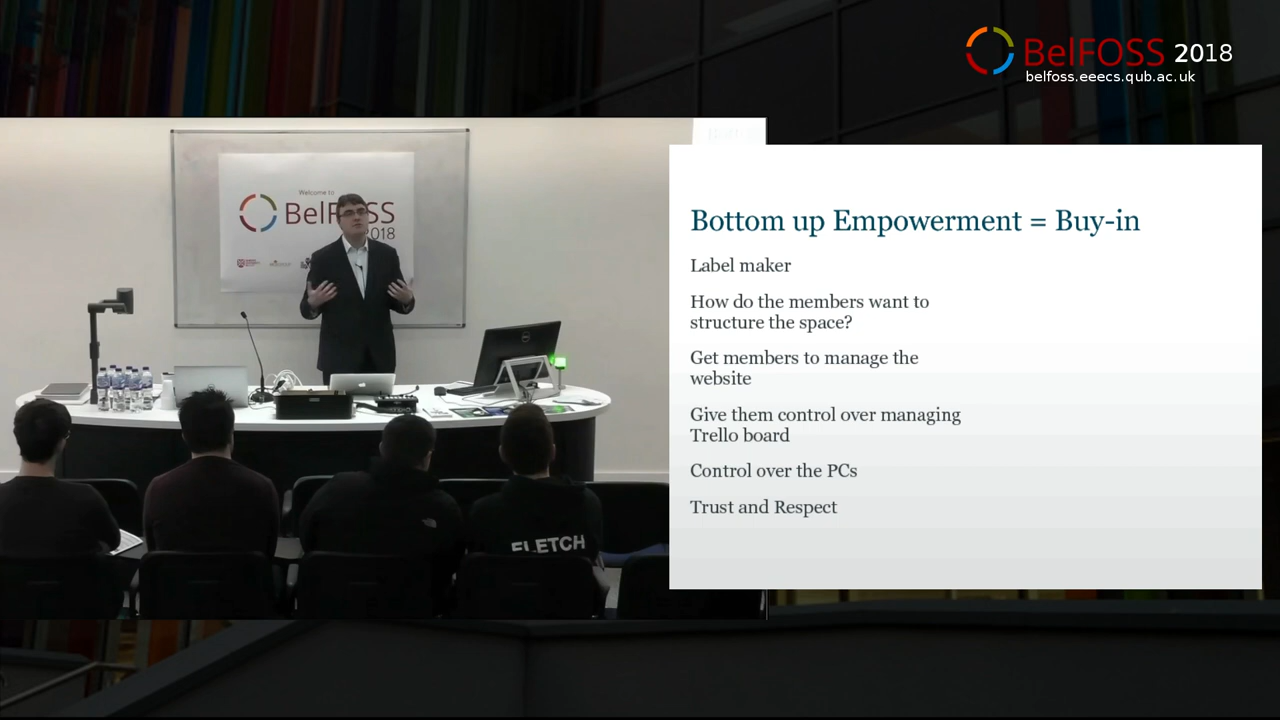 BelFOSS 2018
belfoss.eeecs.qub.ac.uk
Welcome to
2018
DELL
FLETCH
Bottom up Empowerment = Buy-in
Label maker
How do the members want to
structure the space?
Get members to manage the
website
Give them control over managing
Trello board
Control over the PCs
Trust and Respect